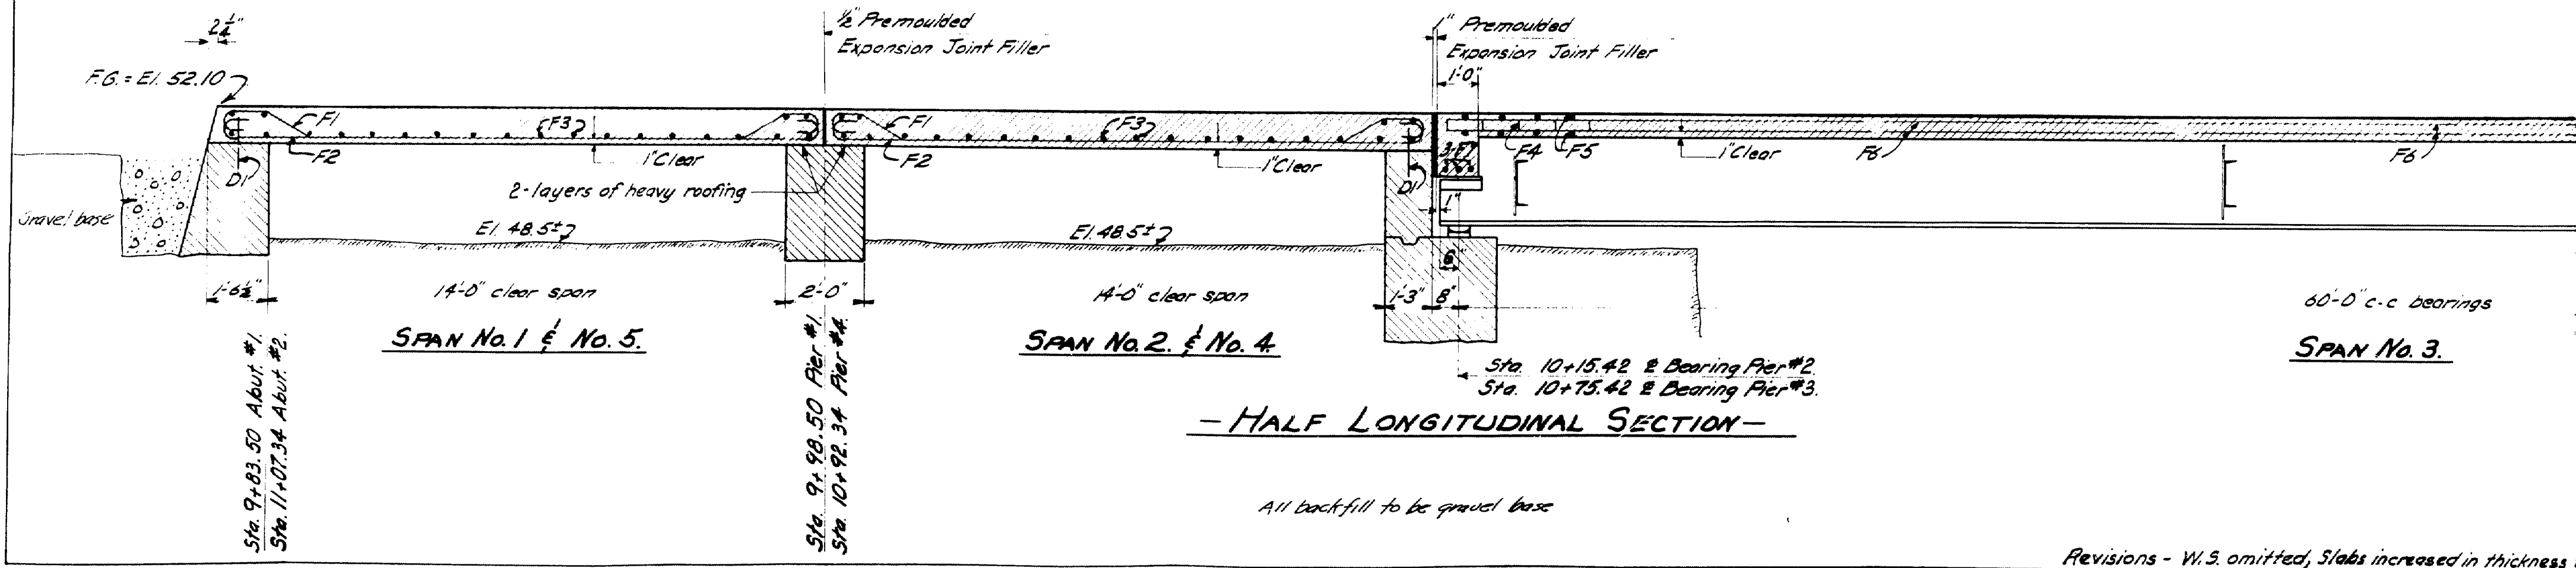 2 1/4"
1/2" Premoulded
Expansion Joint Filler
1" Premoulded
Expansion Joint Filler
1'-0"
F.G. = El. 52.10
F1
F3
F2
D1
1" Clear
F1
F3
F2
1" Clear
D1
F4
F5
1" Clear
F6
F6
2-layers of heavy roofing
Gravel base
El. 48.5±
El. 48.5±
1"
6"
1'-6 1/2"
14'-0" clear span
2'-0"
14'-0" clear span
1'-3"
8"
60'-0" c.-c bearings
SPAN No. 1 & No. 5.
SPAN No. 2. & No. 4.
SPAN No. 3.
Sta. 9+83.50 Abut. #1.
Sta. 11+07.34 Abut. #2.
Sta. 9+98.50 Pier #1.
Sta. 10+92.34 Pier #4.
Sta. 10+15.42 ℄ Bearing Pier #2.
Sta. 10+75.42 ℄ Bearing Pier #3.
— HALF LONGITUDINAL SECTION —
All backfill to be gravel base
Revisions - W.S. omitted, Slabs increased in thickness